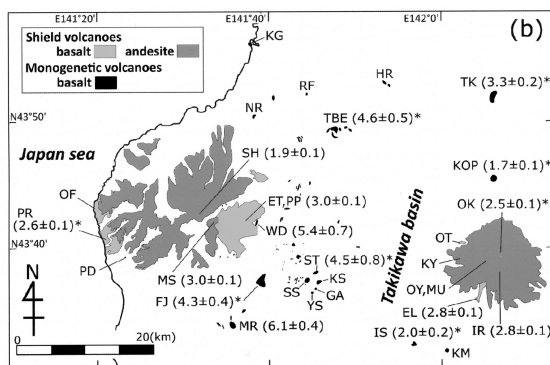 141°20' 141°40' 142°0'
Shield volcanoes
basalt andesite
Monogenetic volcanoes
basalt
(b)
KG
NR
RF
HR
TK (3.3±0.2)*
N43°50'
TBE (4.6±0.5)*
Japan sea
SH (1.9±0.1)
KOP (1.7±0.1)
OF
ET,PP (3.0±0.1)
OK (2.5±0.1)*
PR
(2.6±0.1)*
WD (5.4±0.7)
OT
N43°40'
ST (4.5±0.8)*
KY
PD
MS (3.0±0.1)
Takikawa basin
OY,MU
FJ (4.3±0.4)*
SS
KS
GA
YS
EL (2.8±0.1)
N
MR (6.1±0.4)
IS (2.0±0.2)*
IR (2.8±0.1)
KM
0 20(km)